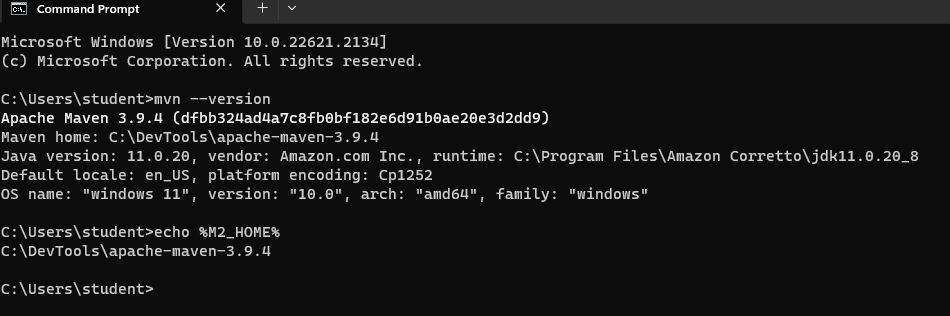 Command Prompt
Microsoft Windows [Version 10.0.22621.2134]
(c) Microsoft Corporation. All rights reserved.
C:\Users\student>mvn --version
Apache Maven 3.9.4 (dfbb324ad4a7c8fb0bf182e6d91b0ae20e3d2dd9)
Maven home: C:\DevTools\apache-maven-3.9.4
Java version: 11.0.20, vendor: Amazon.com Inc., runtime: C:\Program Files\Amazon Corretto\jdk11.0.20_8
Default locale: en_US, platform encoding: Cp1252
OS name: "windows 11", version: "10.0", arch: "amd64", family: "windows"
C:\Users\student>echo %M2_HOME%
C:\DevTools\apache-maven-3.9.4
C:\Users\student>